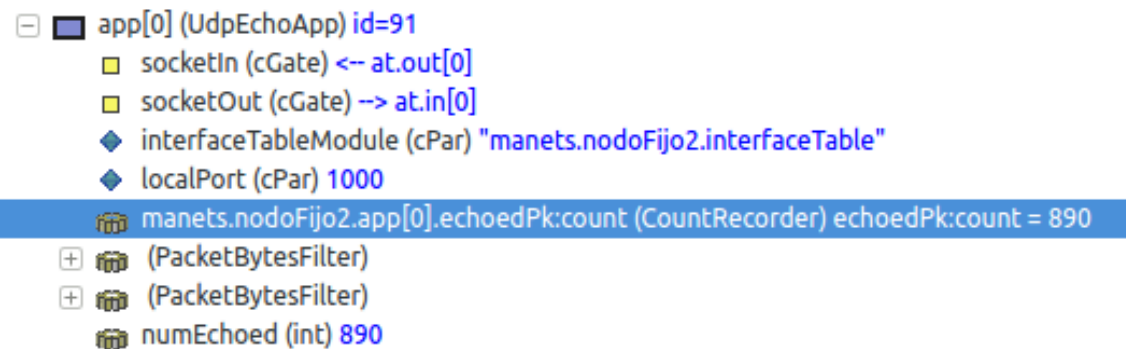 app[0] (UdpEchoApp) id=91
socketIn (cGate) <-- at.out[0]
socketOut (cGate) --> at.in[0]
interfaceTableModule (cPar) "manets.nodoFijo2.interfaceTable"
localPort (cPar) 1000
manets.nodoFijo2.app[0].echoedPk:count (CountRecorder) echoedPk:count = 890
(PacketBytesFilter)
(PacketBytesFilter)
numEchoed (int) 890